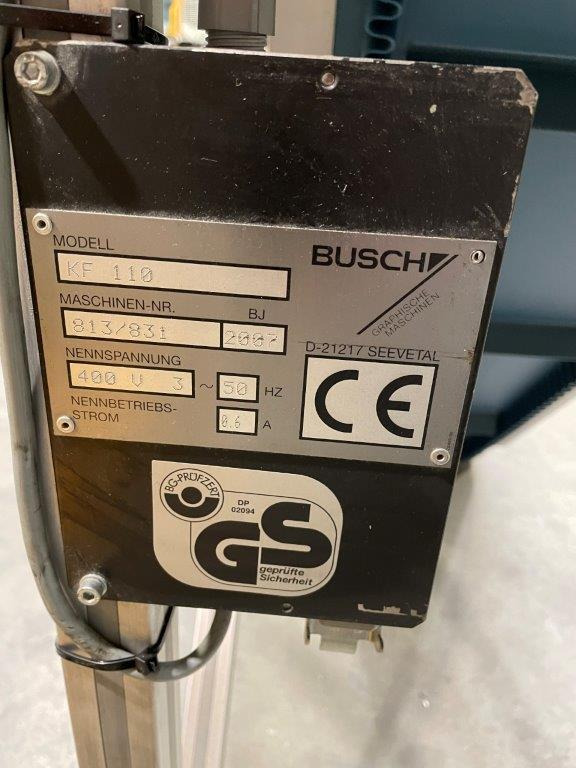 MODELL
KF 110
BUSCH
GRAPHISCHE
MASCHINEN
MASCHINEN-NR. BJ
813/831 2007
D-21217 SEEVETAL
NENNSPANNUNG
400 V 3 ~ 50 HZ
NENNBETRIEBS-
STROM 0.6 A
CE
BG-PRÜFZERT
DP
02094
GS
geprüfte
Sicherheit